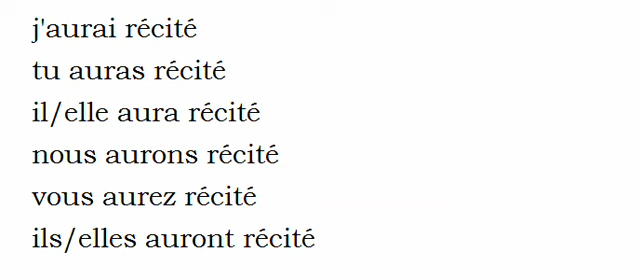 j'aurai récité
tu auras récité
il/elle aura récité
nous aurons récité
vous aurez récité
ils/elles auront récité